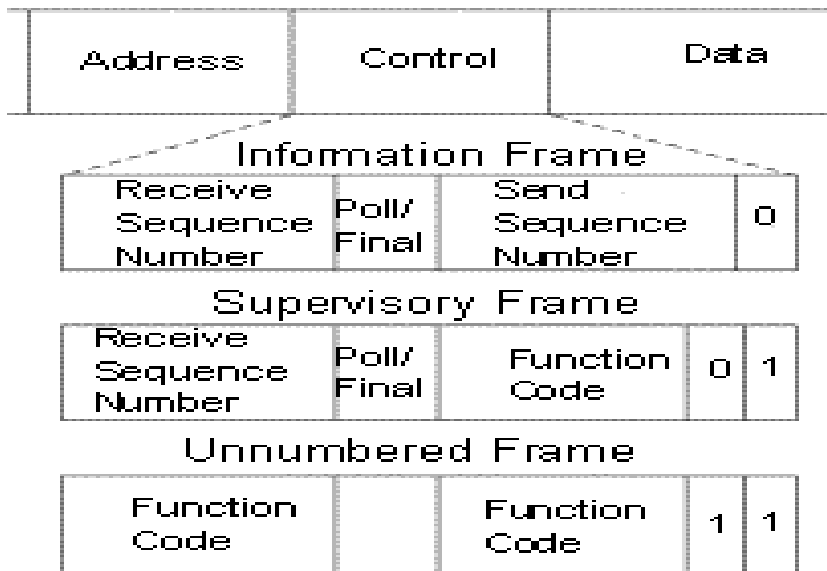 Address Control Data
Information Frame
Receive Sequence Number Poll/ Final Send Sequence Number 0
Supervisory Frame
Receive Sequence Number Poll/ Final Function Code 0 1
Unnumbered Frame
Function Code Function Code 1 1